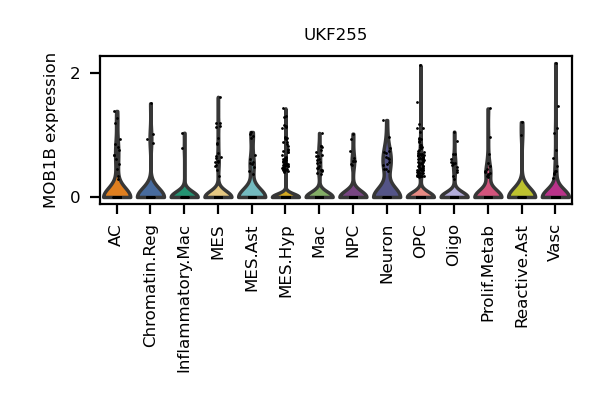 UKF255
MOB1B expression
2
0
AC
Chromatin.Reg
Inflammatory.Mac
MES
MES.Ast
MES.Hyp
Mac
NPC
Neuron
OPC
Oligo
Prolif.Metab
Reactive.Ast
Vasc